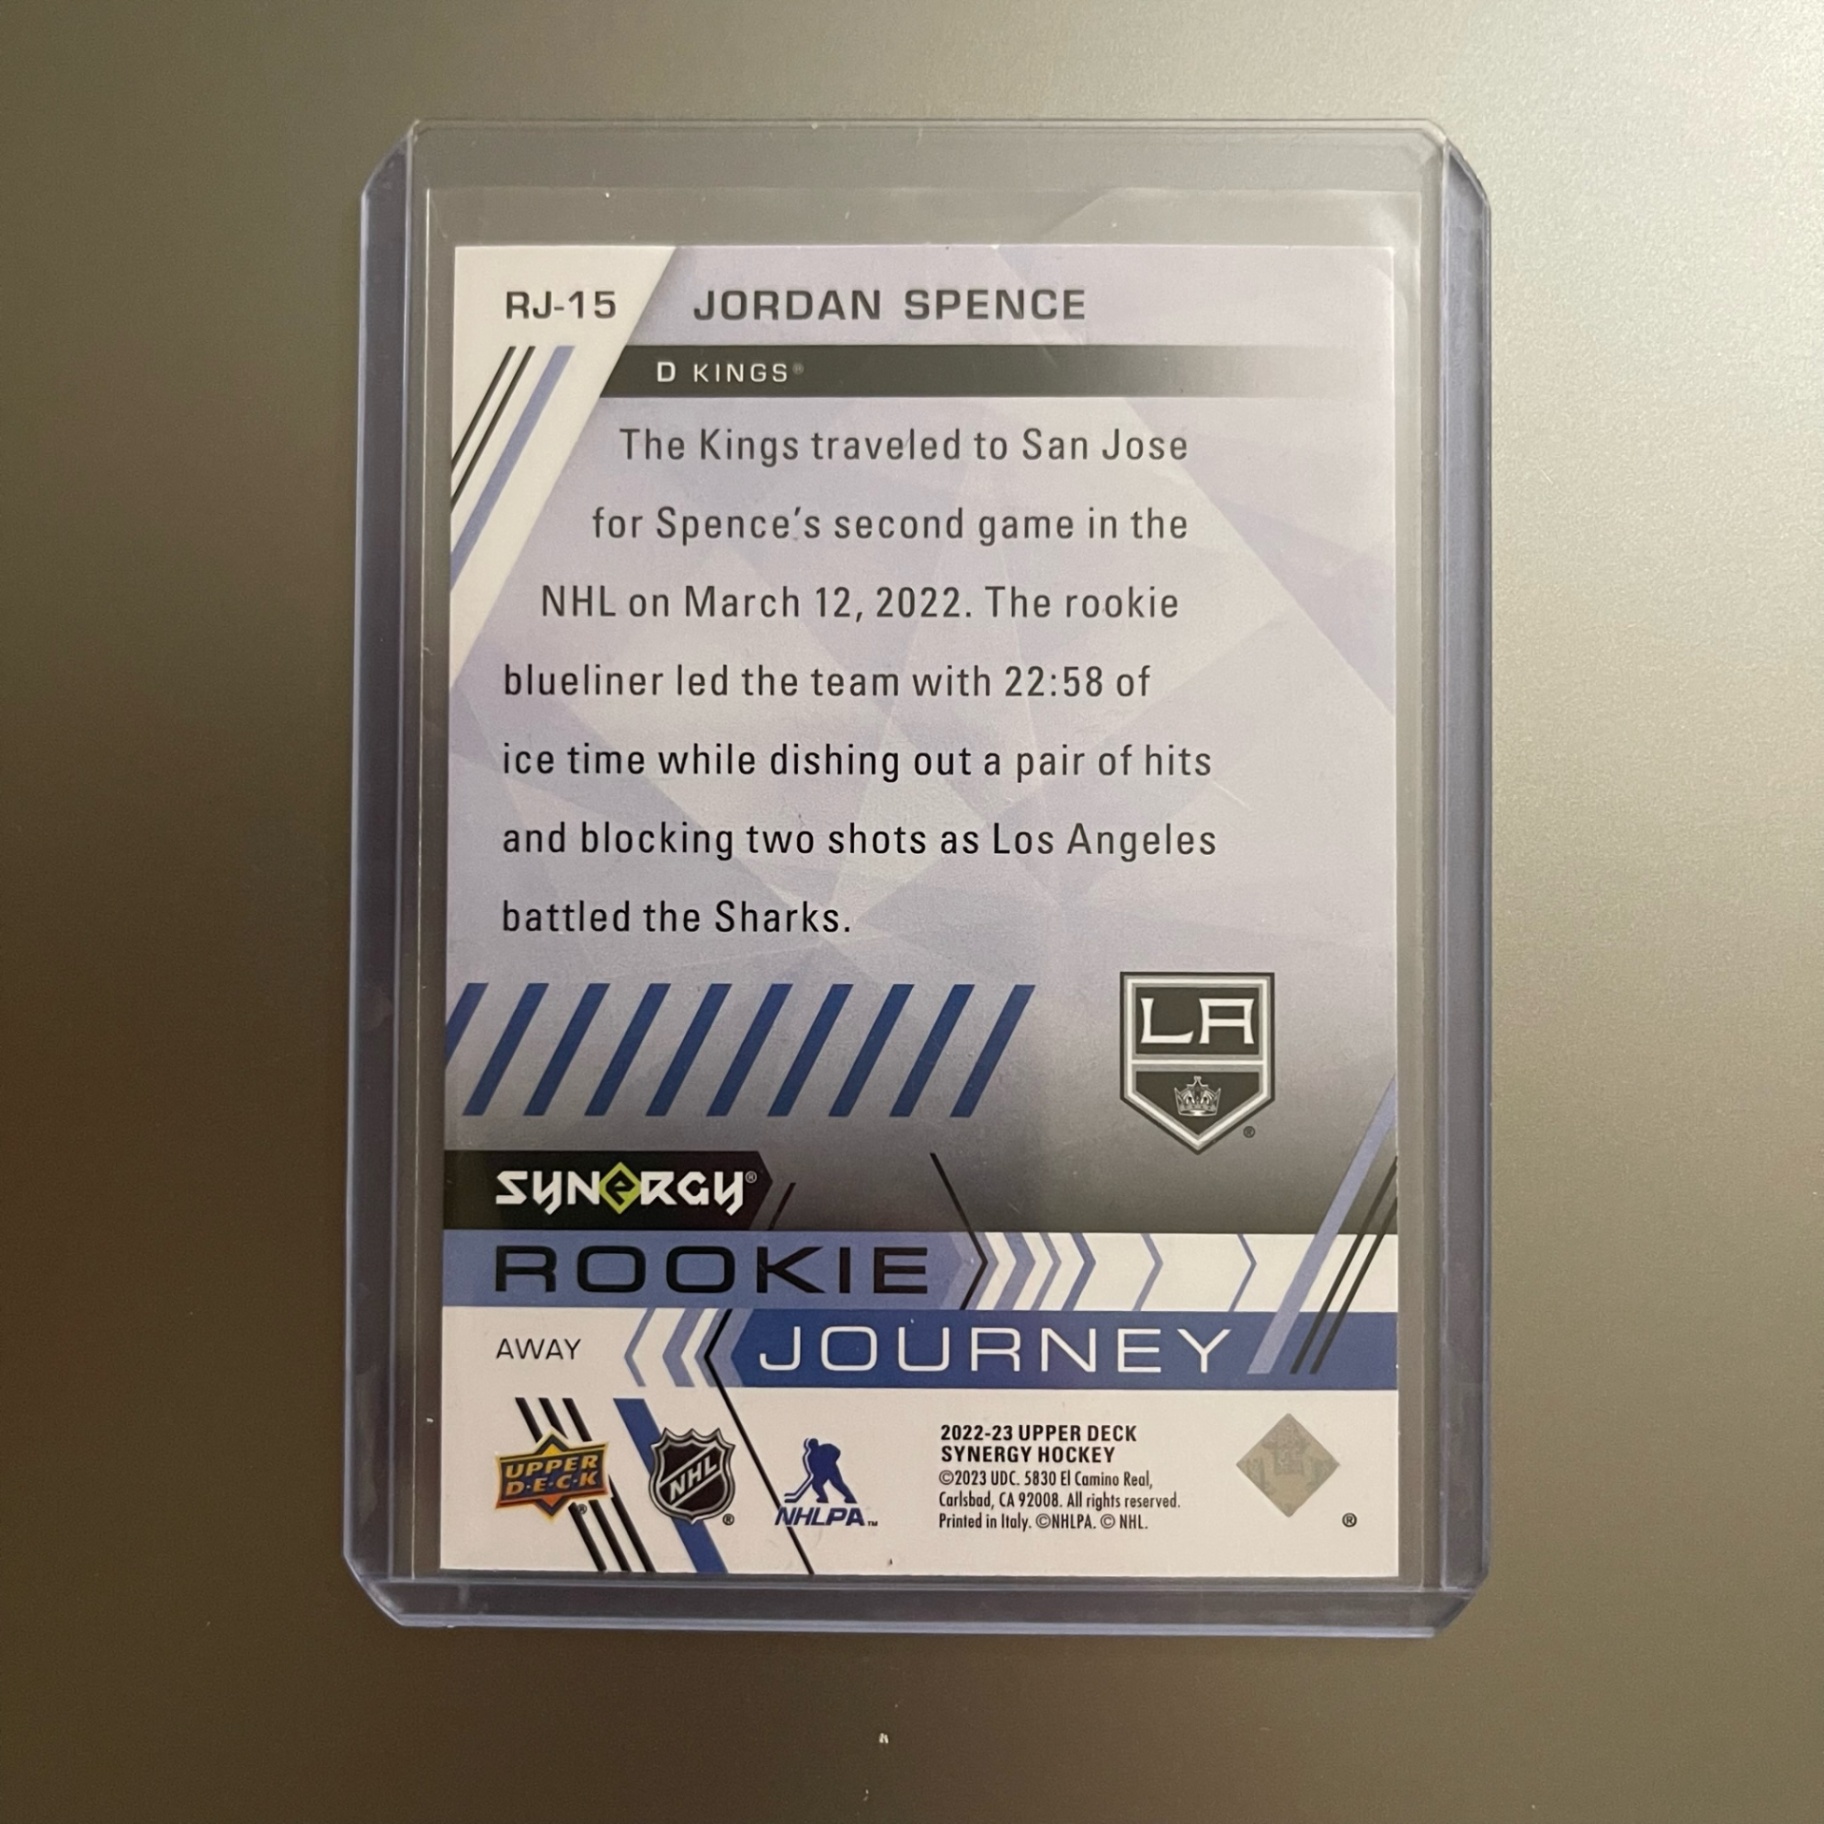 RJ-15 JORDAN SPENCE
D KINGS®
The Kings traveled to San Jose
for Spence's second game in the
NHL on March 12, 2022. The rookie
blueliner led the team with 22:58 of
ice time while dishing out a pair of hits
and blocking two shots as Los Angeles
battled the Sharks.
LA
®
SYNERGY®
ROOKIE
AWAY JOURNEY
UPPER
D·E·C·K
®
NHL
®
NHLPA™
2022-23 UPPER DECK
SYNERGY HOCKEY
©2023 UDC. 5830 El Camino Real,
Carlsbad, CA 92008. All rights reserved.
Printed in Italy. ©NHLPA. © NHL.
®